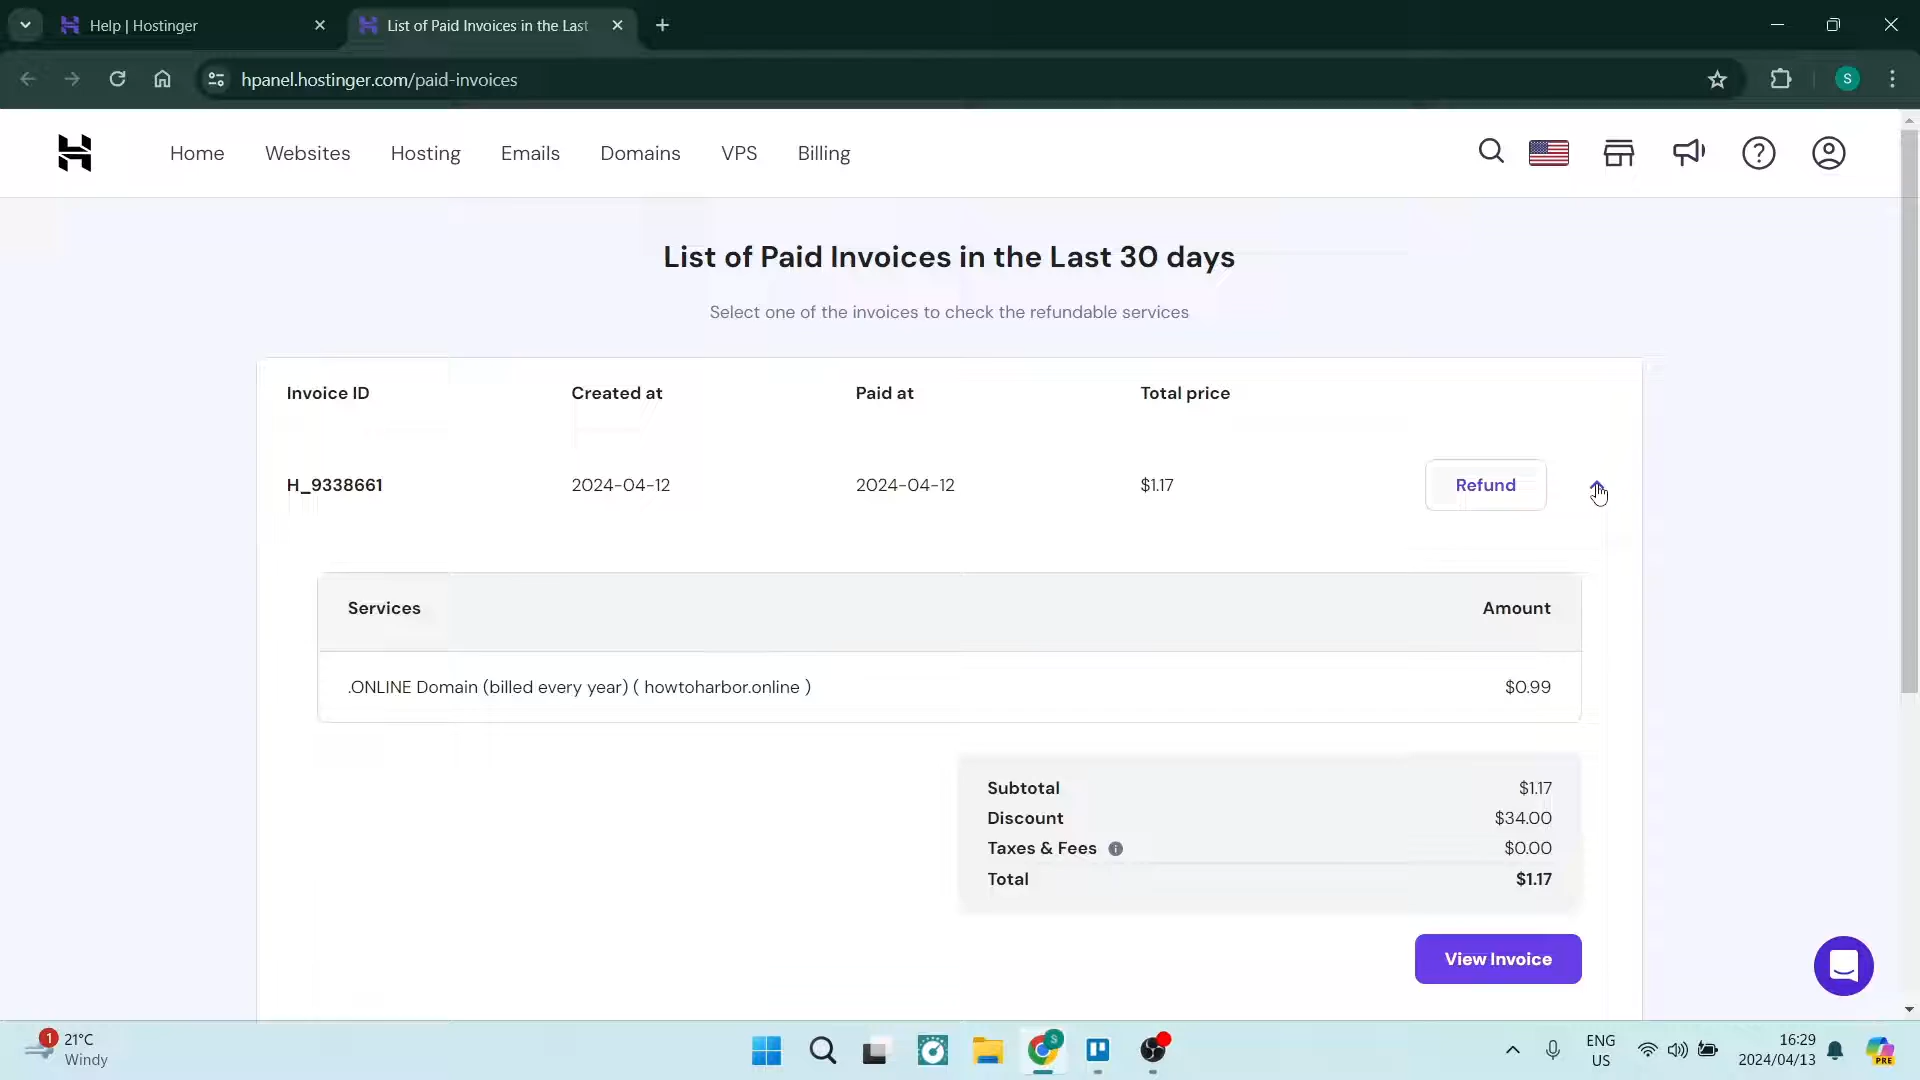 Help | Hostinger
List of Paid Invoices in the Last
hpanel.hostinger.com/paid-invoices
S
Home Websites Hosting Emails Domains VPS Billing
List of Paid Invoices in the Last 30 days
Select one of the invoices to check the refundable services
Invoice ID Created at Paid at Total price
H_9338661 2024-04-12 2024-04-12 $1.17 Refund
Services Amount
.ONLINE Domain (billed every year) ( howtoharbor.online ) $0.99
Subtotal $1.17
Discount $34.00
Taxes & Fees $0.00
Total $1.17
View Invoice
1
21°C
Windy
S
ENG
US
16:29
2024/04/13
PRE